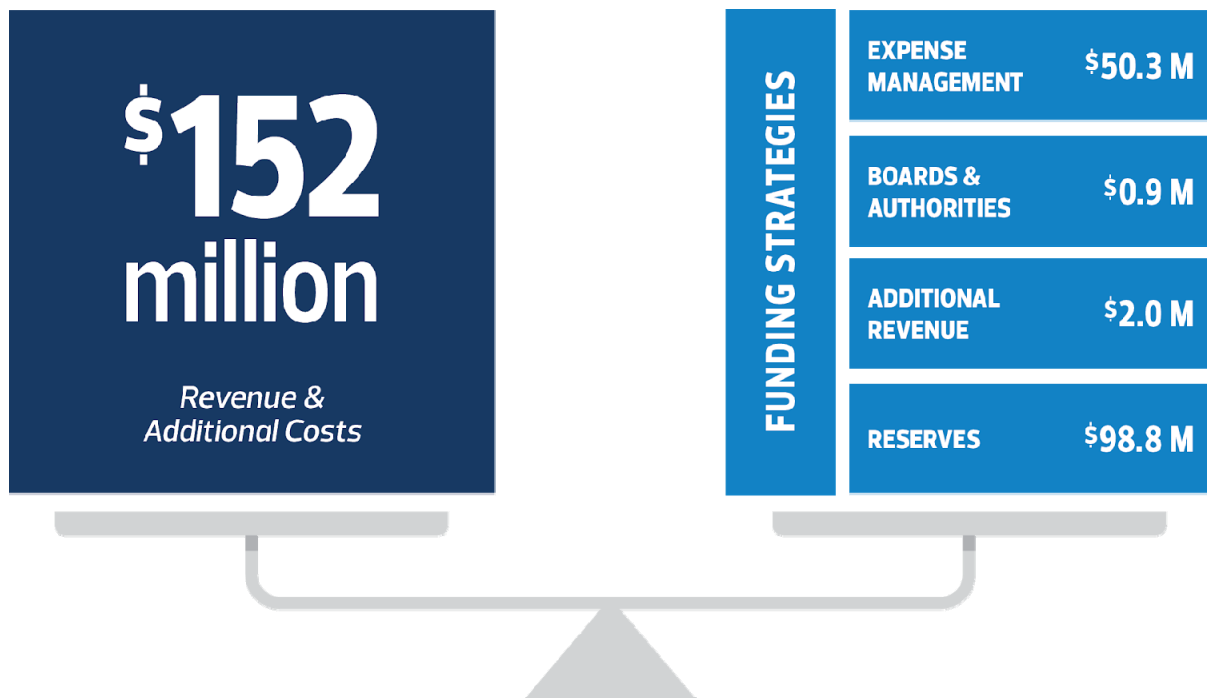 $152
million
Revenue &
Additional Costs
FUNDING STRATEGIES
EXPENSE
MANAGEMENT
$50.3 M
BOARDS &
AUTHORITIES
$0.9 M
ADDITIONAL
REVENUE
$2.0 M
RESERVES
$98.8 M